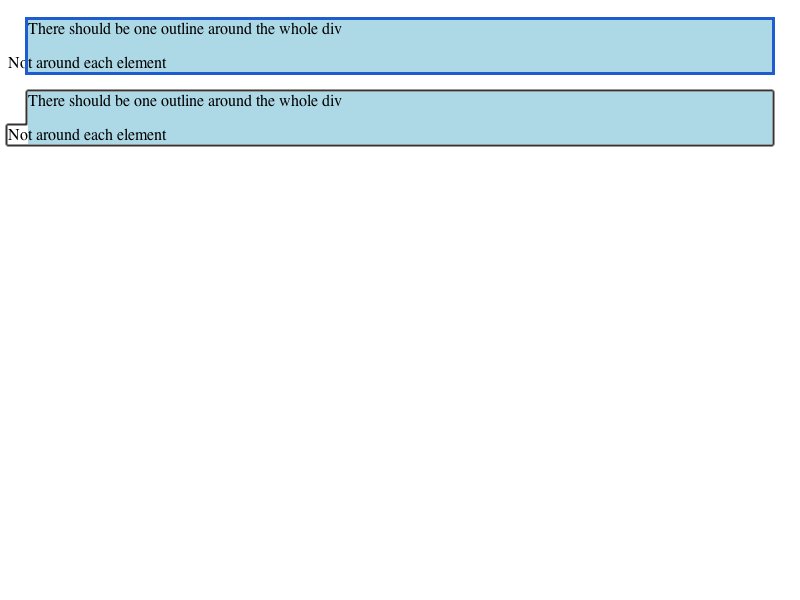 There should be one outline around the whole div
Not around each element
There should be one outline around the whole div
Not around each element